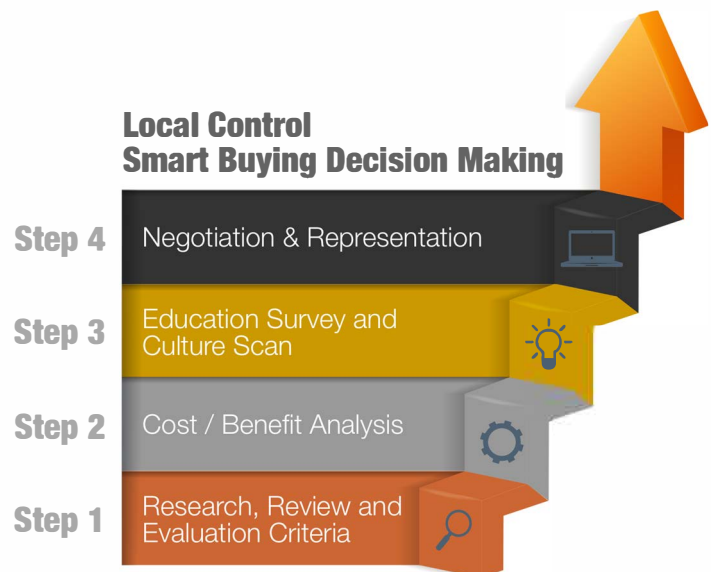 Local Control
Smart Buying Decision Making
Step 4
Negotiation & Representation
Step 3
Education Survey and
Culture Scan
Step 2
Cost / Benefit Analysis
Step 1
Research, Review and
Evaluation Criteria